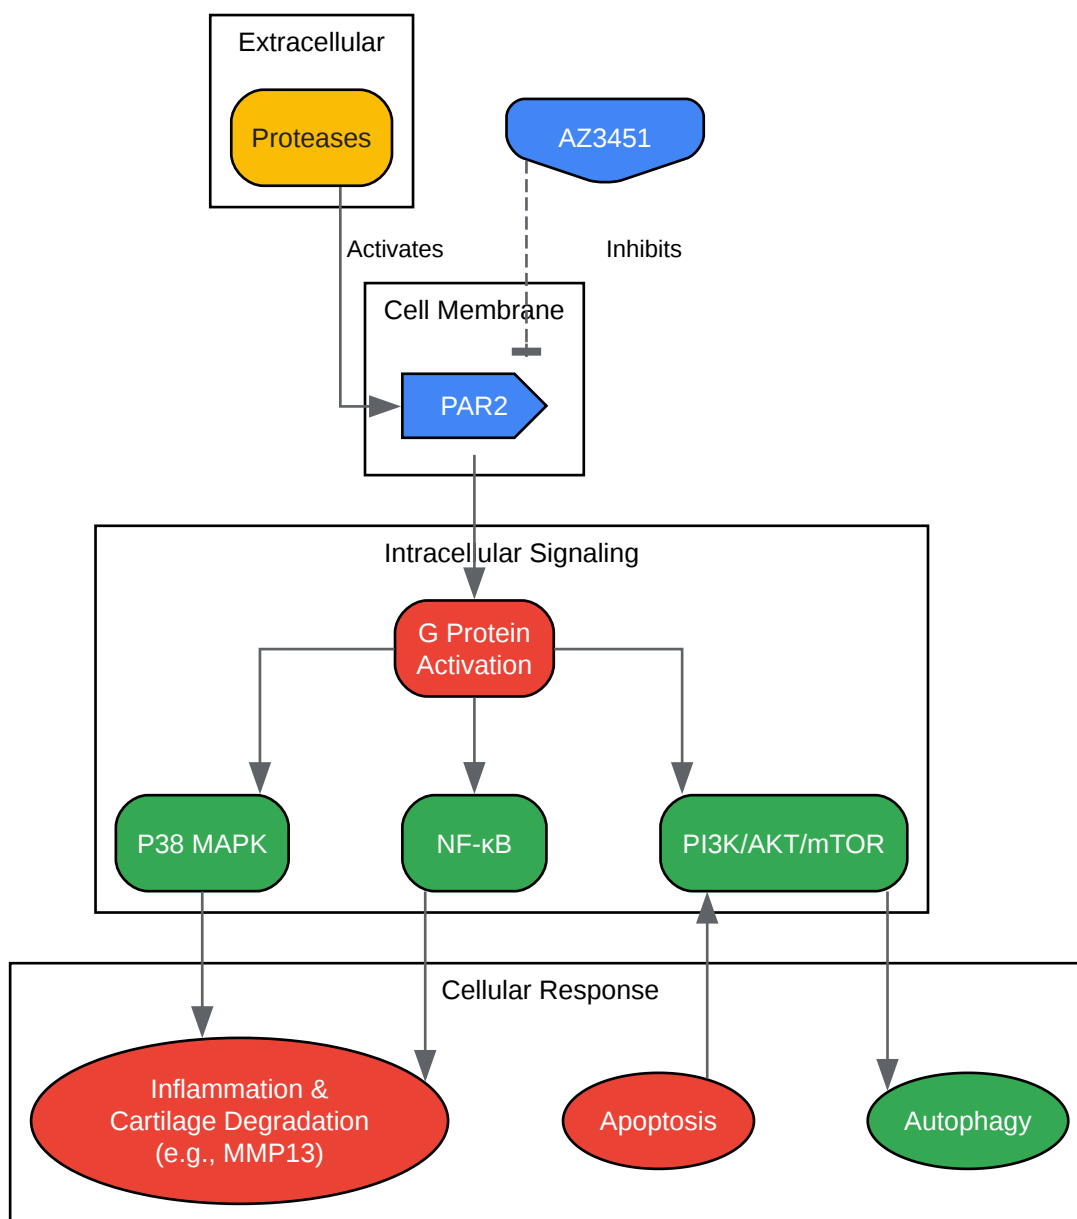 Extracellular
Proteases
AZ3451
Activates
Inhibits
Cell Membrane
PAR2
Intracellular Signaling
G Protein
Activation
P38 MAPK
NF-κB
PI3K/AKT/mTOR
Cellular Response
Inflammation &
Cartilage Degradation
(e.g., MMP13)
Apoptosis
Autophagy